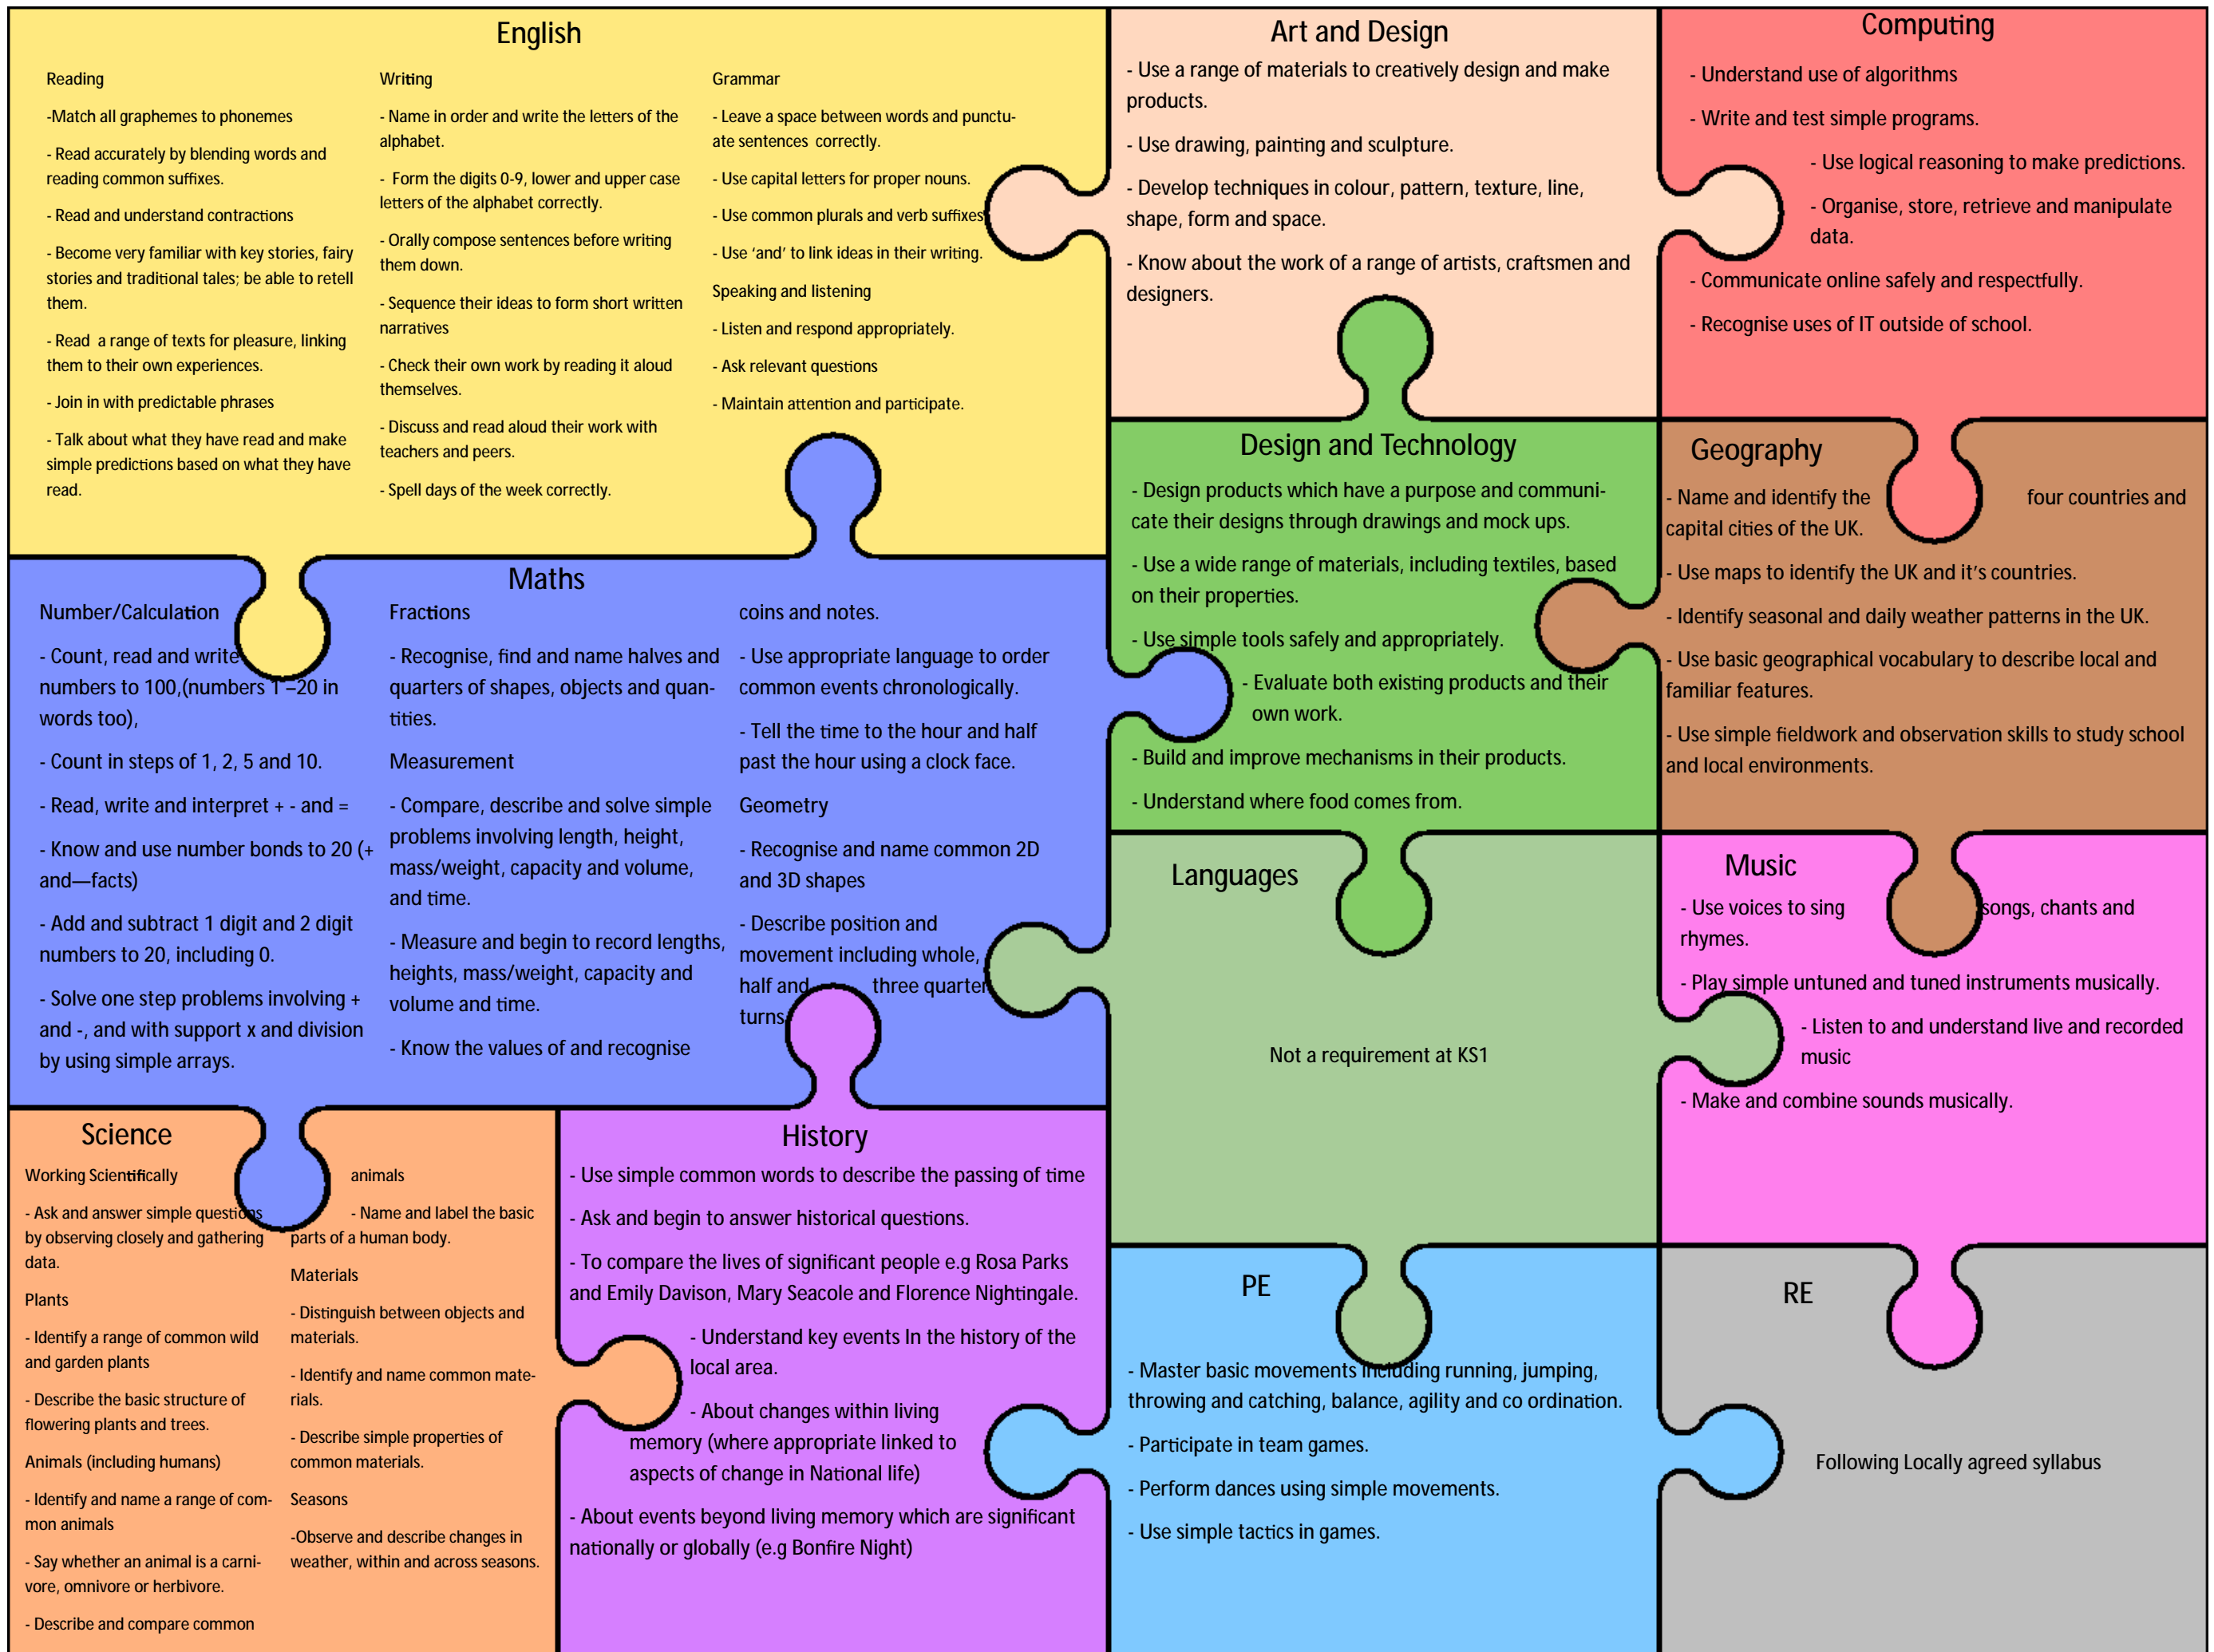 English
Reading
-Match all graphemes to phonemes
- Read accurately by blending words and
reading common suffixes.
- Read and understand contractions
- Become very familiar with key stories, fairy
stories and traditional tales; be able to retell
them.
- Read  a range of texts for pleasure, linking
them to their own experiences.
- Join in with predictable phrases
- Talk about what they have read and make
simple predictions based on what they have
read.
Writing
- Name in order and write the letters of the
alphabet.
-  Form the digits 0-9, lower and upper case
letters of the alphabet correctly.
- Orally compose sentences before writing
them down.
- Sequence their ideas to form short written
narratives
- Check their own work by reading it aloud
themselves.
- Discuss and read aloud their work with
teachers and peers.
- Spell days of the week correctly.
Grammar
- Leave a space between words and punctu-
ate sentences  correctly.
- Use capital letters for proper nouns.
- Use common plurals and verb suffixes
- Use ‘and’ to link ideas in their writing.
Speaking and listening
- Listen and respond appropriately.
- Ask relevant questions
- Maintain attention and participate.
Art and Design
- Use a range of materials to creatively design and make
products.
- Use drawing, painting and sculpture.
- Develop techniques in colour, pattern, texture, line,
shape, form and space.
- Know about the work of a range of artists, craftsmen and
designers.
Computing
- Understand use of algorithms
- Write and test simple programs.
- Use logical reasoning to make predictions.
- Organise, store, retrieve and manipulate
data.
- Communicate online safely and respectfully.
- Recognise uses of IT outside of school.
Maths
Number/Calculation
- Count, read and write
numbers to 100,(numbers 1 –20 in
words too),
- Count in steps of 1, 2, 5 and 10.
- Read, write and interpret + - and =
- Know and use number bonds to 20 (+
and—facts)
- Add and subtract 1 digit and 2 digit
numbers to 20, including 0.
- Solve one step problems involving +
and -, and with support x and division
by using simple arrays.
Fractions
- Recognise, find and name halves and
quarters of shapes, objects and quan-
tities.
Measurement
- Compare, describe and solve simple
problems involving length, height,
mass/weight, capacity and volume,
and time.
- Measure and begin to record lengths,
heights, mass/weight, capacity and
volume and time.
- Know the values of and recognise
coins and notes.
- Use appropriate language to order
common events chronologically.
- Tell the time to the hour and half
past the hour using a clock face.
Geometry
- Recognise and name common 2D
and 3D shapes
- Describe position and
movement including whole,
half and three quarter
turns
Design and Technology
- Design products which have a purpose and communi-
cate their designs through drawings and mock ups.
- Use a wide range of materials, including textiles, based
on their properties.
- Use simple tools safely and appropriately.
- Evaluate both existing products and their
own work.
- Build and improve mechanisms in their products.
- Understand where food comes from.
Geography
- Name and identify the four countries and
capital cities of the UK.
- Use maps to identify the UK and it’s countries.
- Identify seasonal and daily weather patterns in the UK.
- Use basic geographical vocabulary to describe local and
familiar features.
- Use simple fieldwork and observation skills to study school
and local environments.
Languages
Not a requirement at KS1
Music
- Use voices to sing songs, chants and
rhymes.
- Play simple untuned and tuned instruments musically.
- Listen to and understand live and recorded
music
- Make and combine sounds musically.
Science
Working Scientifically
- Ask and answer simple questions
by observing closely and gathering
data.
Plants
- Identify a range of common wild
and garden plants
- Describe the basic structure of
flowering plants and trees.
Animals (including humans)
- Identify and name a range of com-
mon animals
- Say whether an animal is a carni-
vore, omnivore or herbivore.
- Describe and compare common
animals
- Name and label the basic
parts of a human body.
Materials
- Distinguish between objects and
materials.
- Identify and name common mate-
rials.
- Describe simple properties of
common materials.
Seasons
-Observe and describe changes in
weather, within and across seasons.
History
- Use simple common words to describe the passing of time
- Ask and begin to answer historical questions.
- To compare the lives of significant people e.g Rosa Parks
and Emily Davison, Mary Seacole and Florence Nightingale.
- Understand key events In the history of the
local area.
- About changes within living
memory (where appropriate linked to
aspects of change in National life)
- About events beyond living memory which are significant
nationally or globally (e.g Bonfire Night)
PE
- Master basic movements including running, jumping,
throwing and catching, balance, agility and co ordination.
- Participate in team games.
- Perform dances using simple movements.
- Use simple tactics in games.
RE
Following Locally agreed syllabus